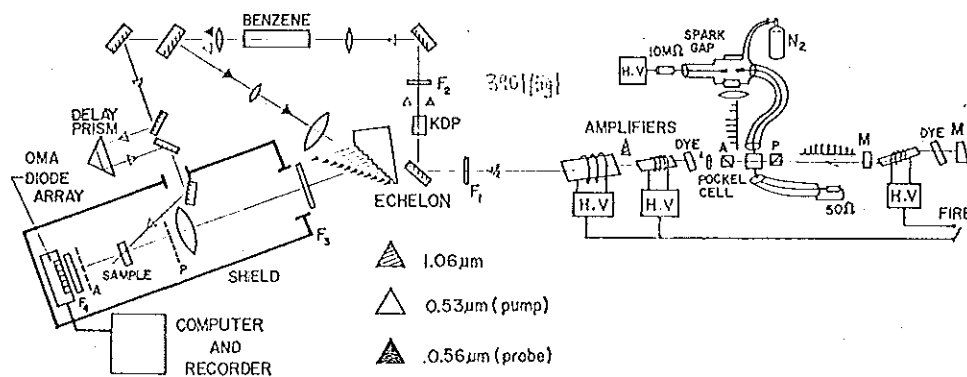 BENZENE
SPARK
GAP
N2
10MΩ
H.V
F2
KDP
DELAY
PRISM
AMPLIFIERS
DYE
A
P
M
DYE
M
OMA
DIODE
ARRAY
ECHELON
F1
POCKEL
CELL
50Ω
H.V
H.V
H.V
FIRE
F3
P
SAMPLE
A
F4
SHIELD
1.06μm
0.53μm (pump)
.0.56μm (probe)
COMPUTER
AND
RECORDER